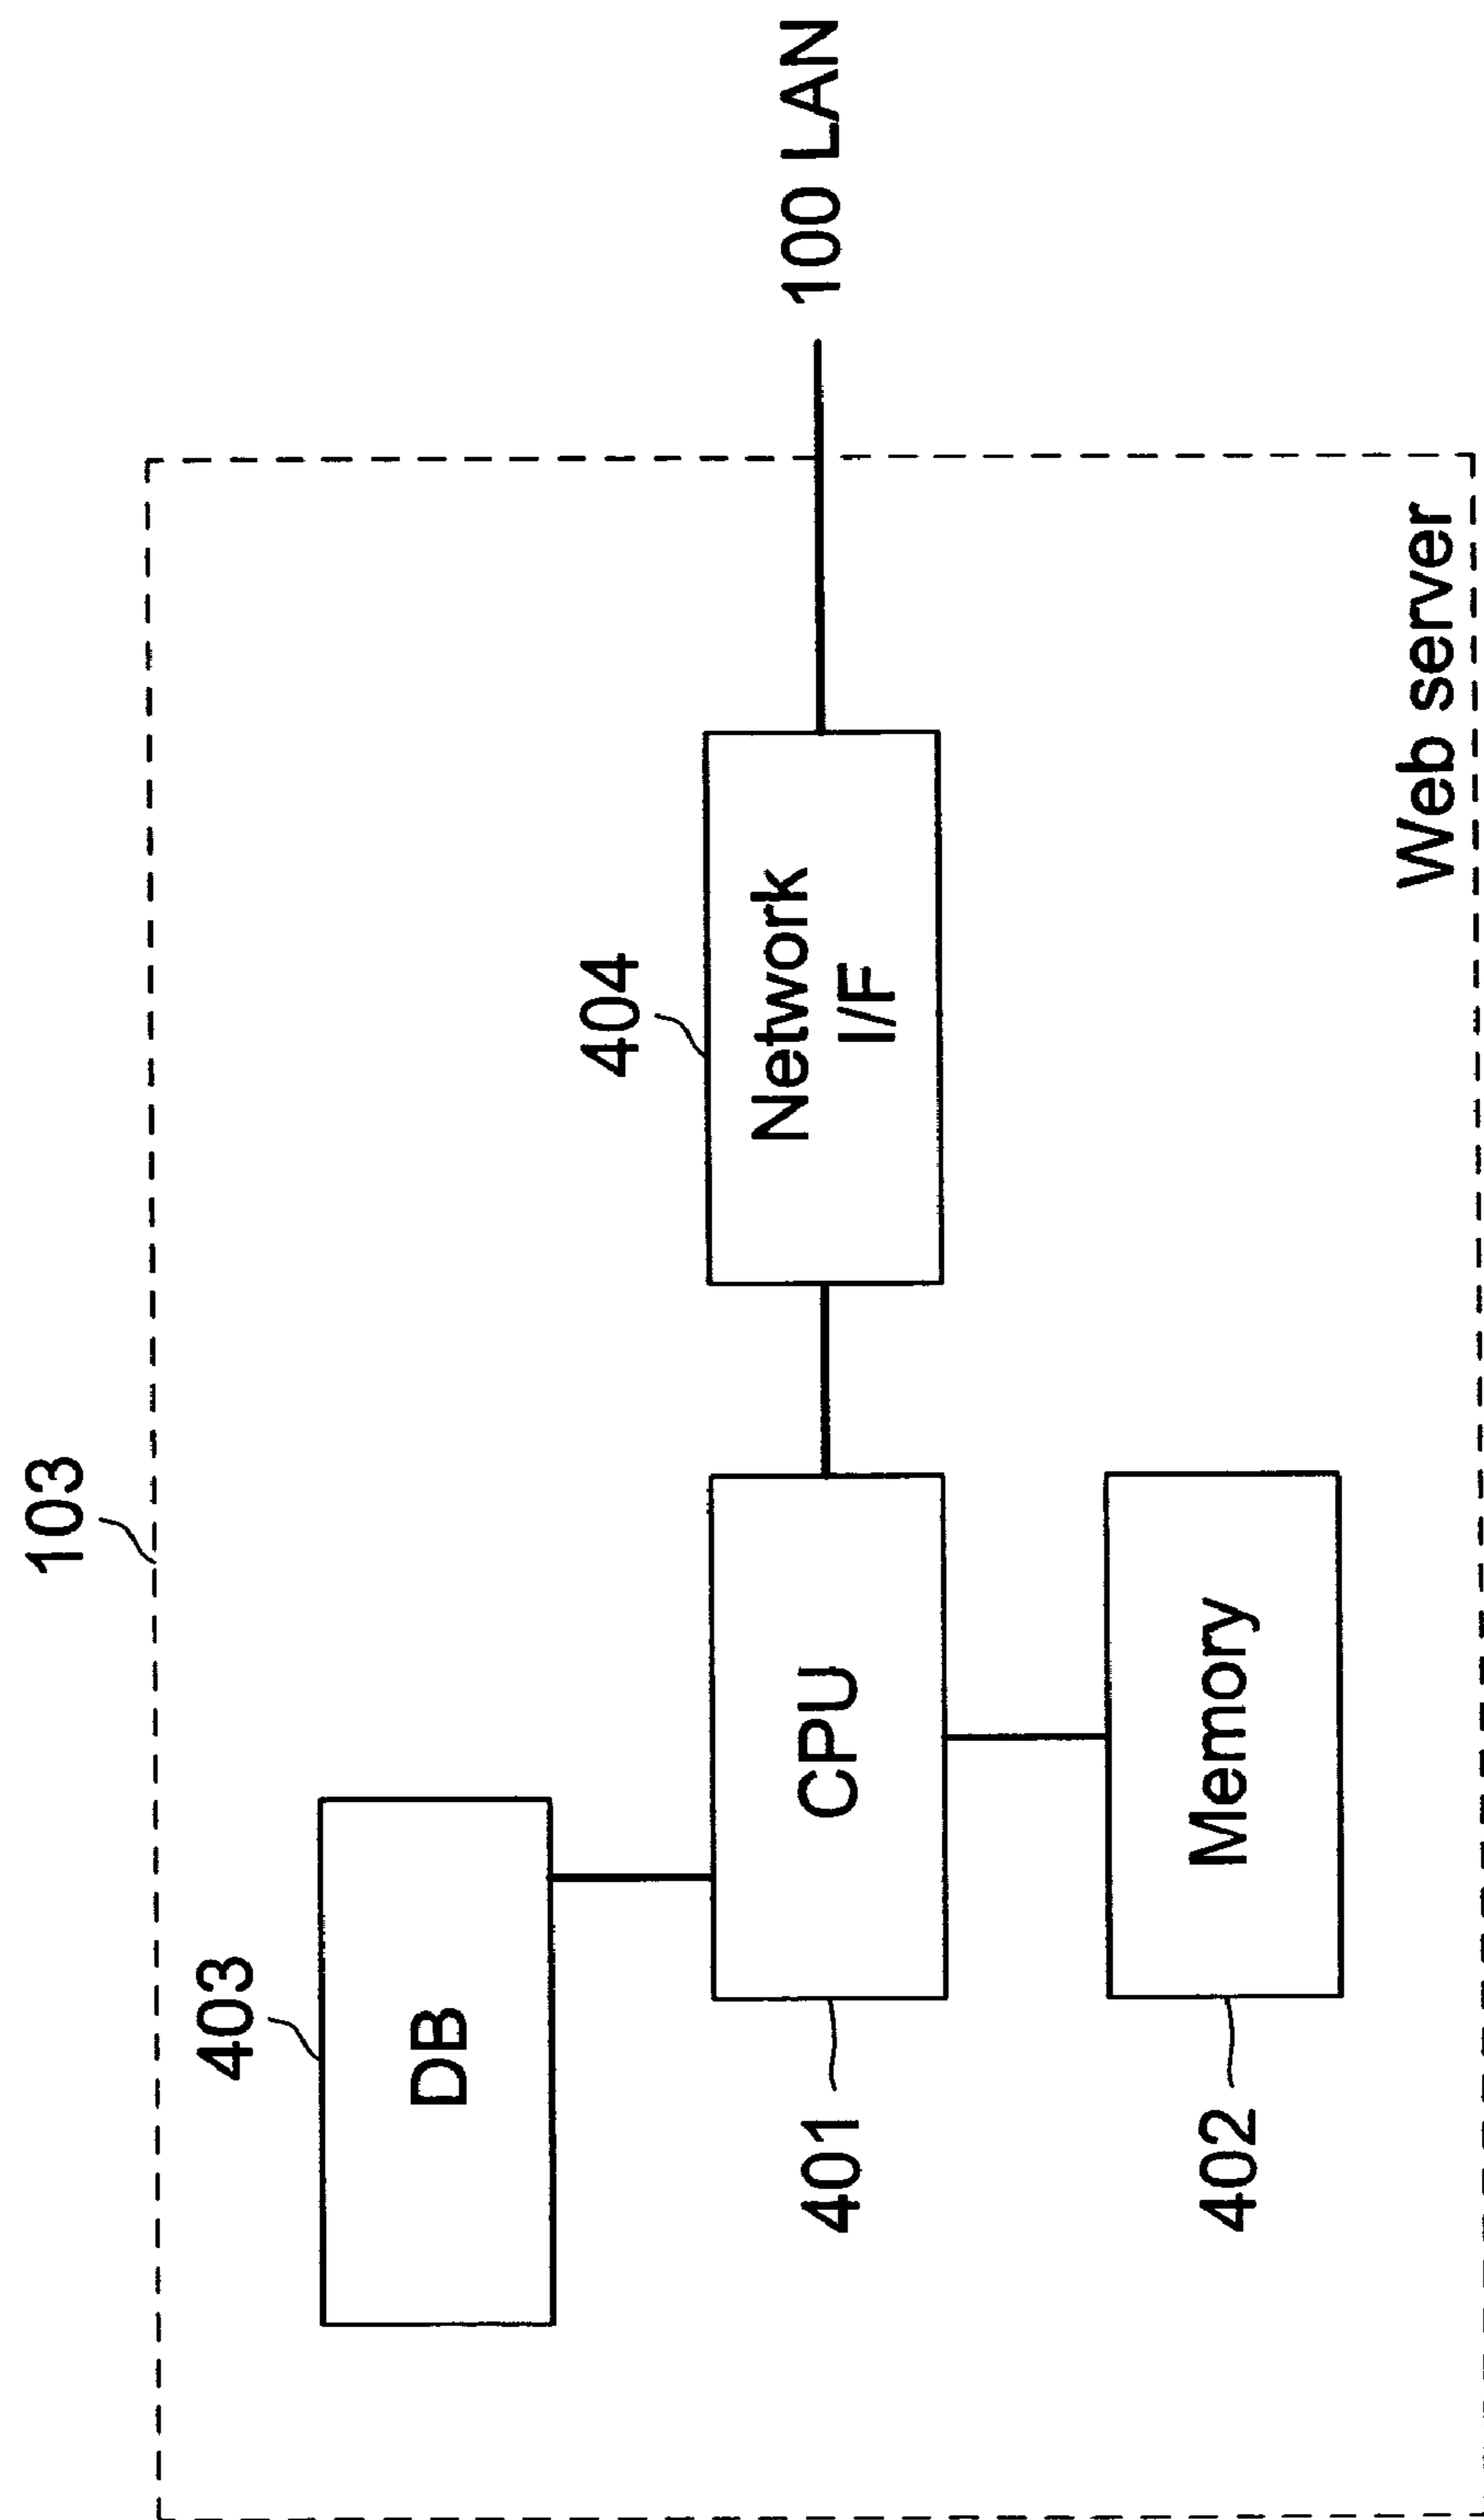 103
403
DB
404
Network
I/F
100 LAN
CPU
401
Memory
402
Web server